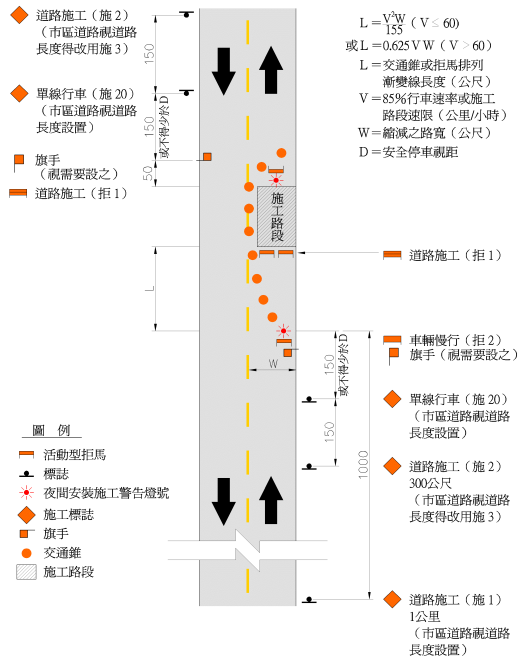 道路施工（施 2）
（市區道路視道路
長度得改用施 3）
單線行車（施 20）
（市區道路視道路
長度設置）
旗手
（視需要設之）
道路施工（拒 1）
150
150
或不得少於D
50
L
施工路段
W
L＝V²W/155（V ≤ 60）
或 L＝0.625 V W（V > 60）
L＝交通錐或拒馬排列
漸變線長度（公尺）
V＝85%行車速率或施工
路段速限（公里/小時）
W＝縮減之路寬（公尺）
D＝安全停車視距
道路施工（拒 1）
車輛慢行（拒 2）
旗手（視需要設之）
單線行車（施 20）
（市區道路視道路
長度設置）
道路施工（施 2）
300公尺
（市區道路視道路
長度得改用施 3）
道路施工（施 1）
1公里
（市區道路視道路
長度設置）
150
或不得少於D
150
1000
圖 例
活動型拒馬
標誌
夜間安裝施工警告燈號
施工標誌
旗手
交通錐
施工路段